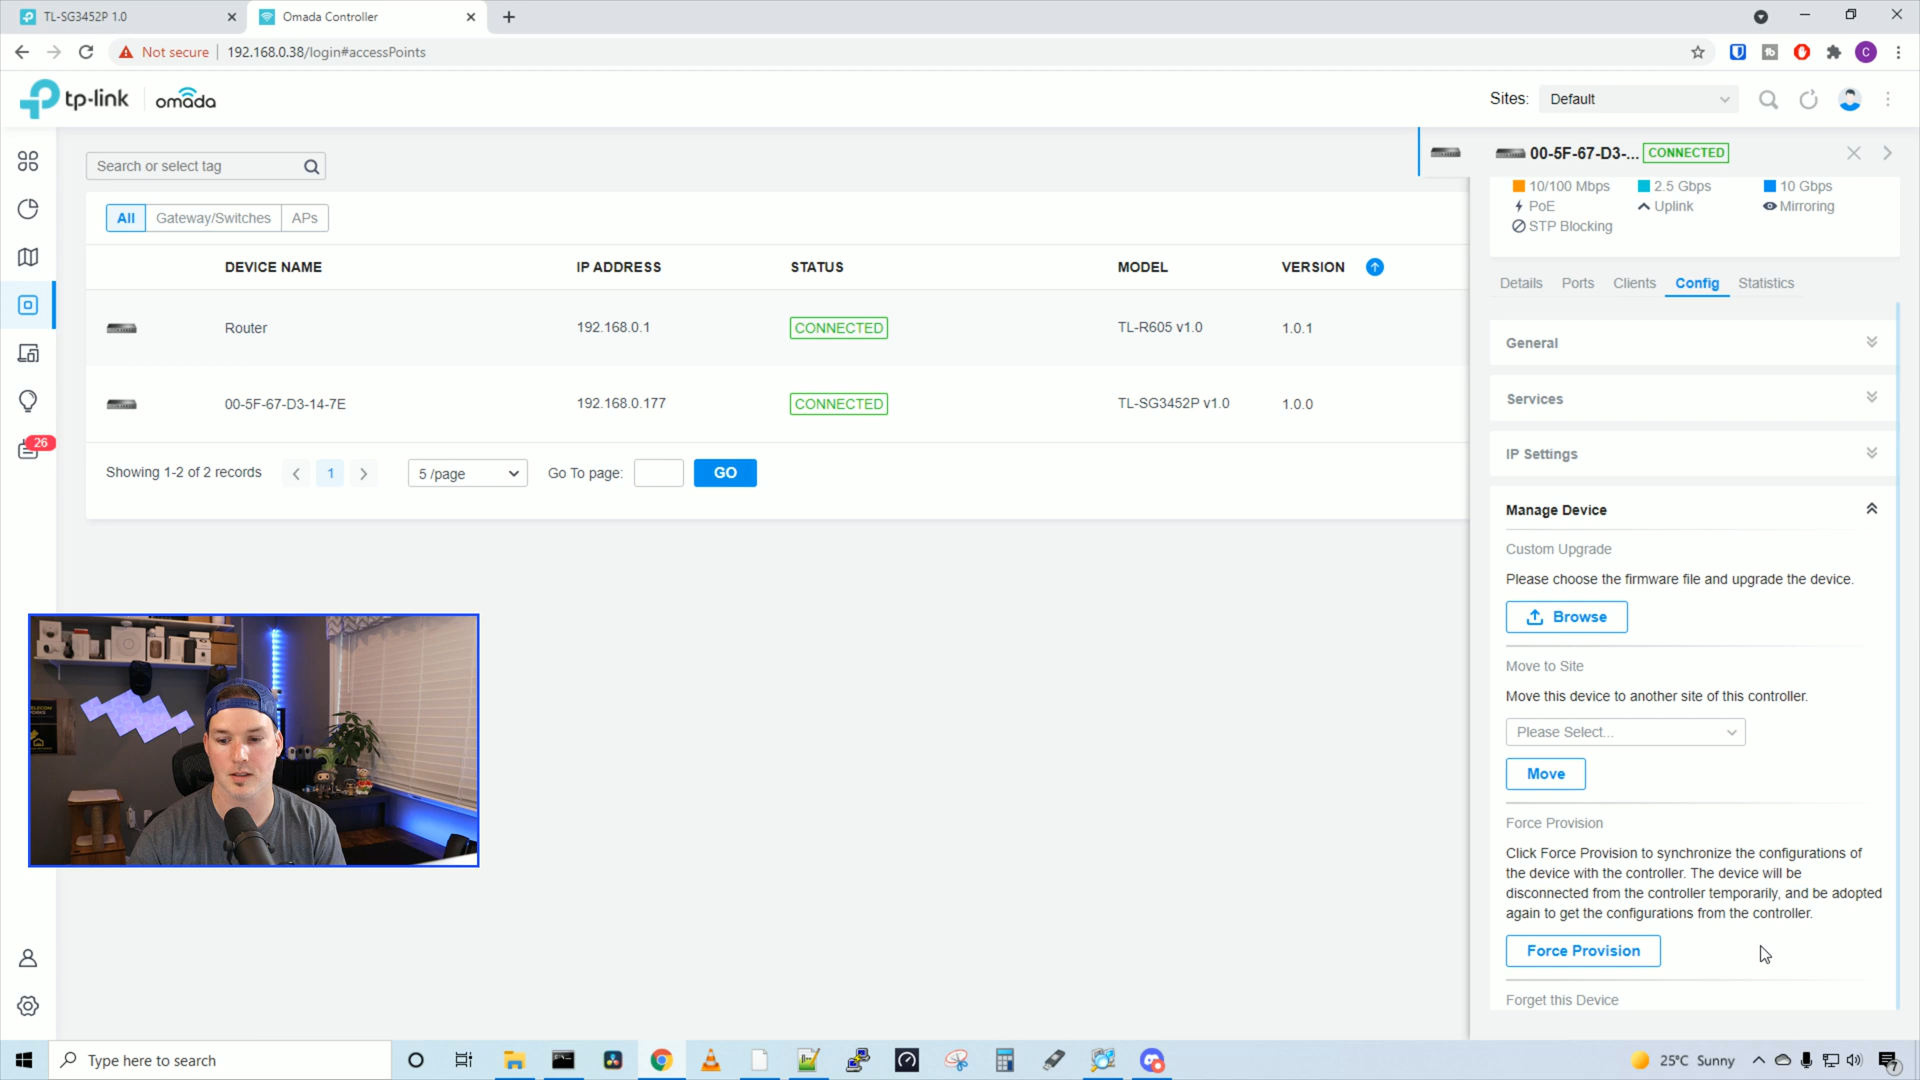 TL-SG3452P 1.0
Omada Controller
Not secure
192.168.0.38/login#accessPoints
C
tp-link
omada
Sites:
Default
Search or select tag
00-5F-67-D3-...
CONNECTED
10/100 Mbps
2.5 Gbps
10 Gbps
PoE
Uplink
Mirroring
STP Blocking
All
Gateway/Switches
APs
DEVICE NAME
IP ADDRESS
STATUS
MODEL
VERSION
Router
192.168.0.1
CONNECTED
TL-R605 v1.0
1.0.1
00-5F-67-D3-14-7E
192.168.0.177
CONNECTED
TL-SG3452P v1.0
1.0.0
Showing 1-2 of 2 records
1
5 /page
Go To page:
GO
26
Details
Ports
Clients
Config
Statistics
General
Services
IP Settings
Manage Device
Custom Upgrade
Please choose the firmware file and upgrade the device.
Browse
Move to Site
Move this device to another site of this controller.
Please Select...
Move
Force Provision
Click Force Provision to synchronize the configurations of
the device with the controller. The device will be
disconnected from the controller temporarily, and be adopted
again to get the configurations from the controller.
Force Provision
Forget this Device
Type here to search
25°C Sunny
7